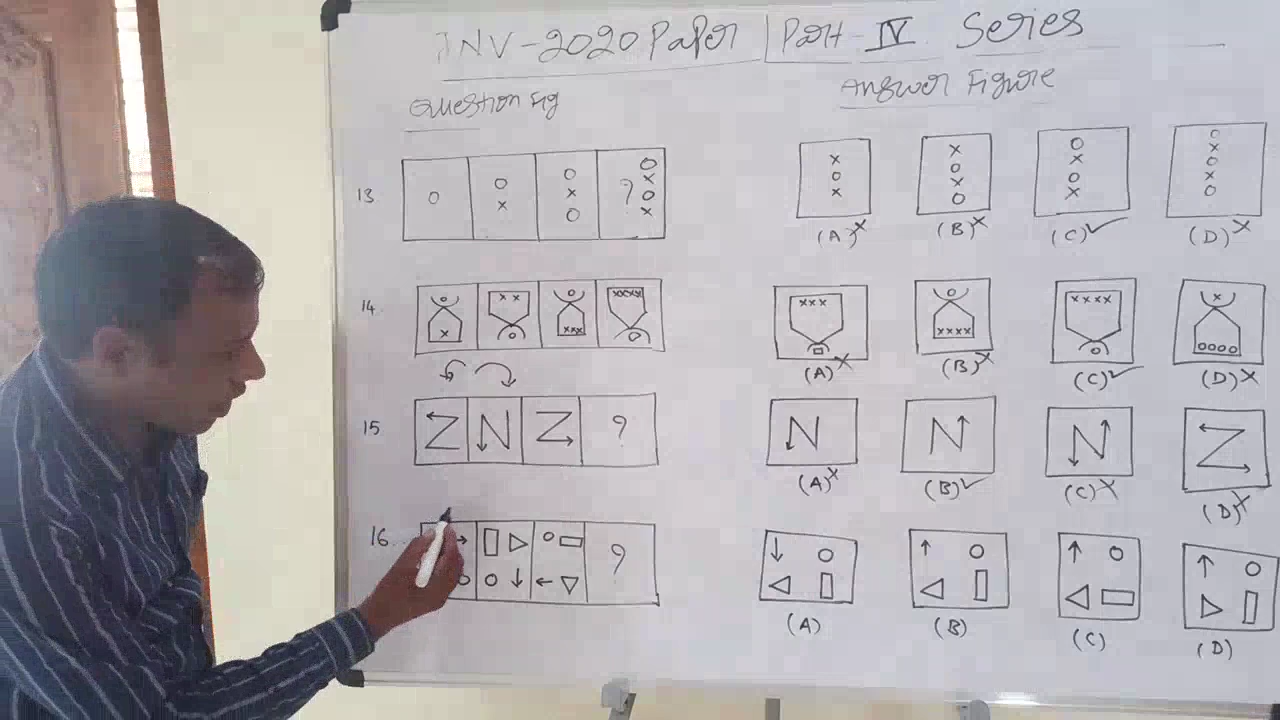 JNV-2020 Paper | Part-IV Series
Question Fig
Answer Figure
13
?
(A) (B) (C) (D)
14
(A) (B) (C) (D)
15
?
(A) (B) (C) (D)
16
?
(A) (B) (C) (D)